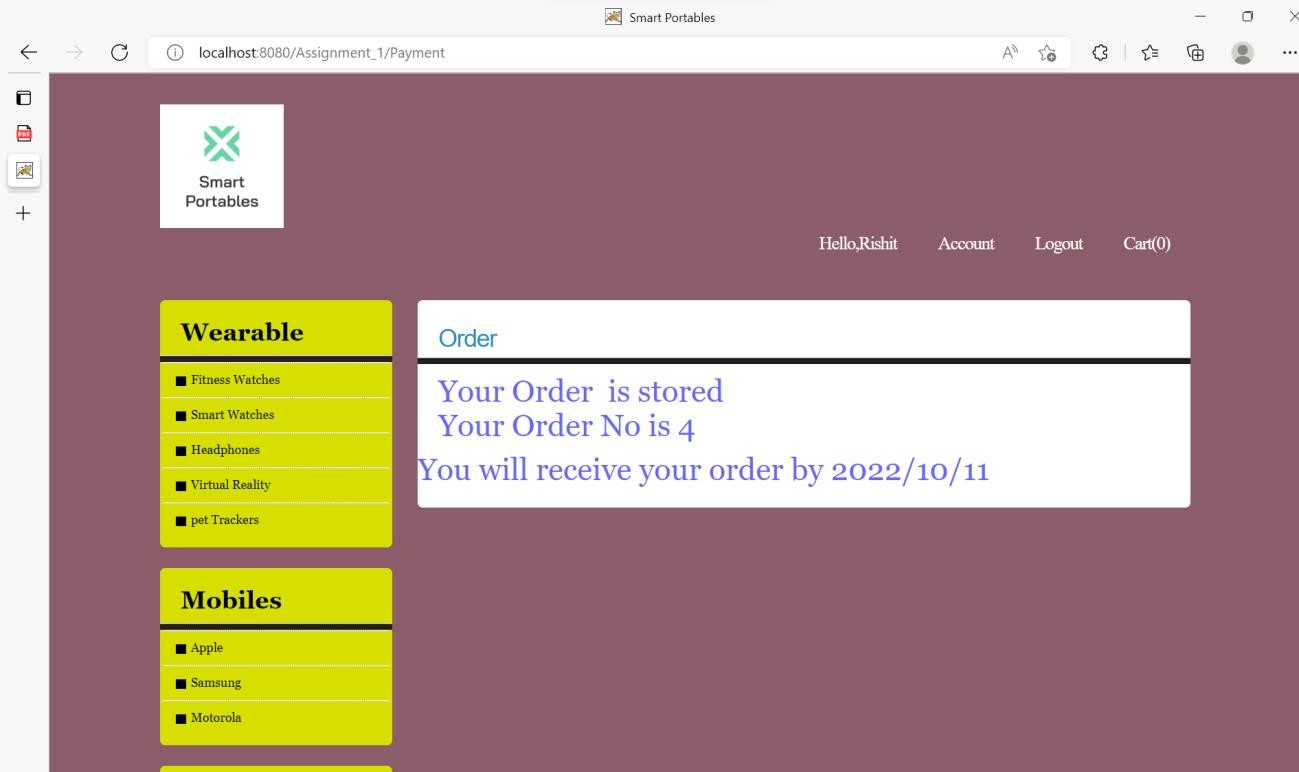 Smart Portables
localhost:8080/Assignment_1/Payment
PDF
Smart
Portables
Hello,Rishit Account Logout Cart(0)
Wearable
Fitness Watches
Smart Watches
Headphones
Virtual Reality
pet Trackers
Mobiles
Apple
Samsung
Motorola
Order
Your Order  is stored
Your Order No is 4
You will receive your order by 2022/10/11